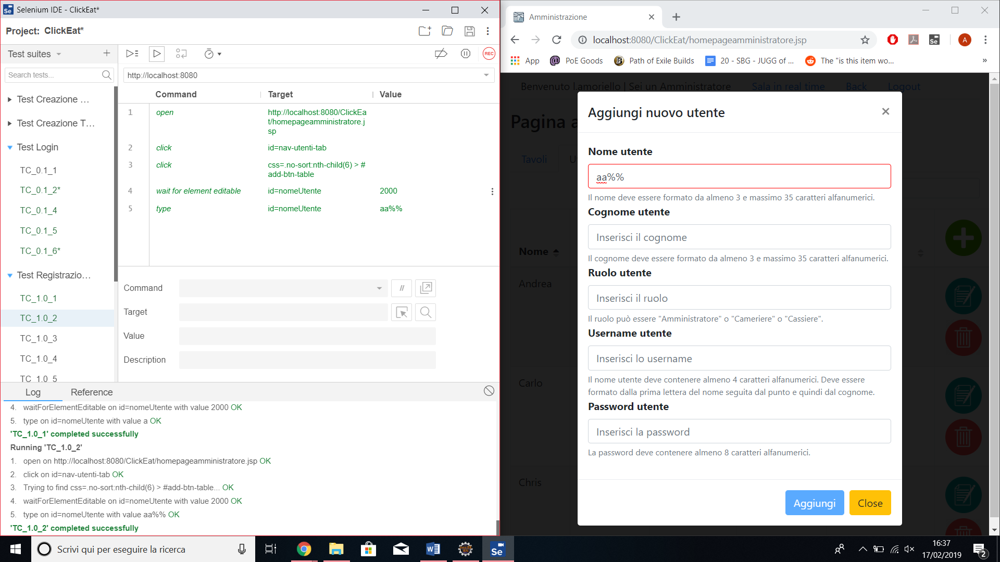 Selenium IDE - ClickEat*
Project: ClickEat*
Test suites
Search tests...
Test Creazione ...
Test Creazione T...
Test Login
TC_0.1_1
TC_0.1_2*
TC_0.1_4
TC_0.1_5
TC_0.1_6*
Test Registrazio...
TC_1.0_1
TC_1.0_2
TC_1.0_3
TC_1.0_4
TC_1.0_5
REC
http://localhost:8080
Command Target Value
1 open http://localhost:8080/ClickEa
t/homepageamministratore.j
sp
2 click id=nav-utenti-tab
3 click css=.no-sort:nth-child(6) > #
add-btn-table
4 wait for element editable id=nomeUtente 2000
5 type id=nomeUtente aa%%
Command //
Target
Value
Description
Log Reference
4. waitForElementEditable on id=nomeUtente with value 2000 OK
5. type on id=nomeUtente with value a OK
'TC_1.0_1' completed successfully
Running 'TC_1.0_2'
1. open on http://localhost:8080/ClickEat/homepageamministratore.jsp OK
2. click on id=nav-utenti-tab OK
3. Trying to find css=.no-sort:nth-child(6) > #add-btn-table... OK
4. waitForElementEditable on id=nomeUtente with value 2000 OK
5. type on id=nomeUtente with value aa%% OK
'TC_1.0_2' completed successfully
Amministrazione
localhost:8080/ClickEat/homepageamministratore.jsp
Se
A
App PoE Goods Path of Exile Builds 20 - SBG - JUGG of ... The "is this item wo... »
Benvenuto l.amoriello | Sei un Amministratore Sala in real time Back Logout
Pagina a
Tavoli U
Nome
Andrea
Carlo
Chris
Aggiungi nuovo utente ×
Nome utente
aa%%
Il nome deve essere formato da almeno 3 e massimo 35 caratteri alfanumerici.
Cognome utente
Inserisci il cognome
Il cognome deve essere formato da almeno 3 e massimo 35 caratteri alfanumerici.
Ruolo utente
Inserisci il ruolo
Il ruolo può essere "Amministratore" o "Cameriere" o "Cassiere".
Username utente
Inserisci lo username
Il nome utente deve contenere almeno 4 caratteri alfanumerici. Deve essere
formato dalla prima lettera del nome seguita dal punto e quindi dal cognome.
Password utente
Inserisci la password
La password deve contenere almeno 8 caratteri alfanumerici.
Aggiungi Close
Scrivi qui per eseguire la ricerca
Se
16:37
17/02/2019
2